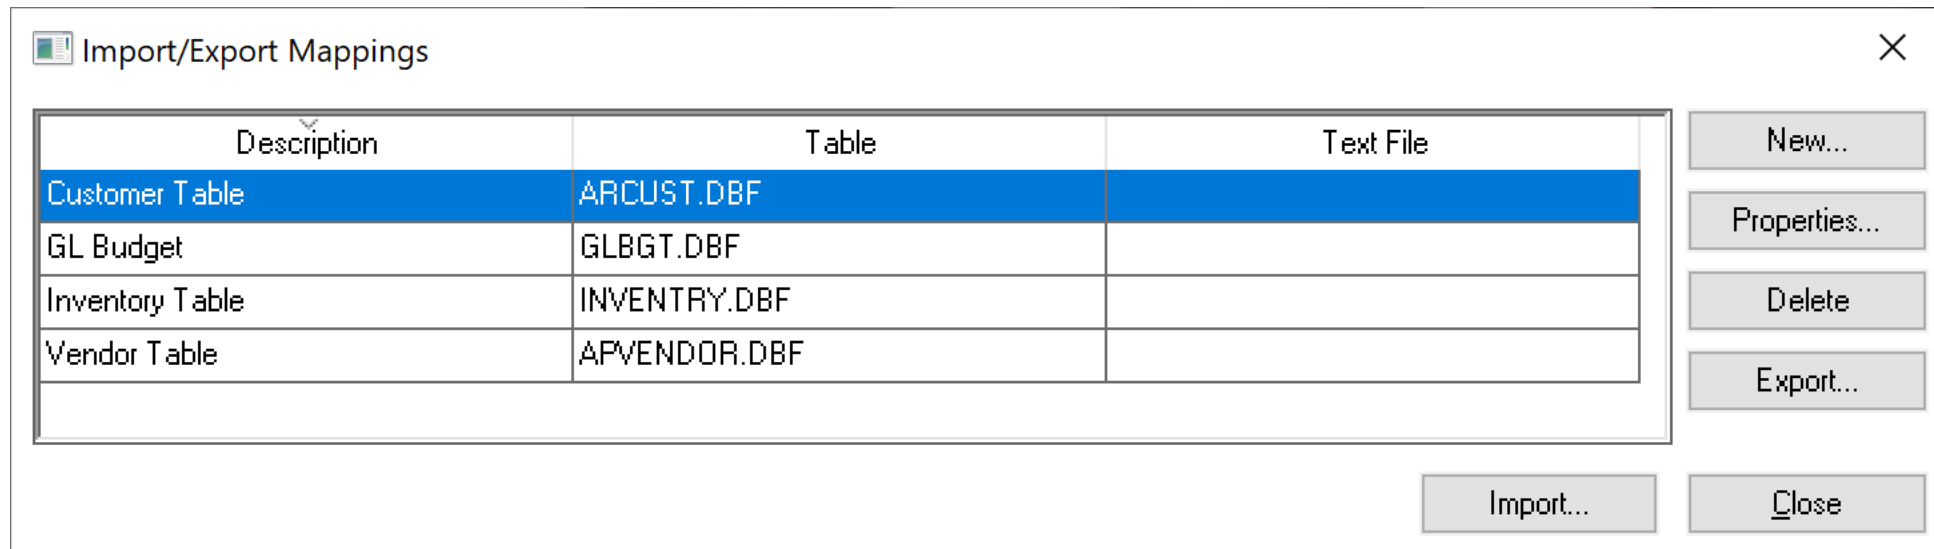 Import/Export Mappings
Description Table Text File
Customer Table ARCUST.DBF
GL Budget GLBGT.DBF
Inventory Table INVENTRY.DBF
Vendor Table APVENDOR.DBF
New...
Properties...
Delete
Export...
Import... Close